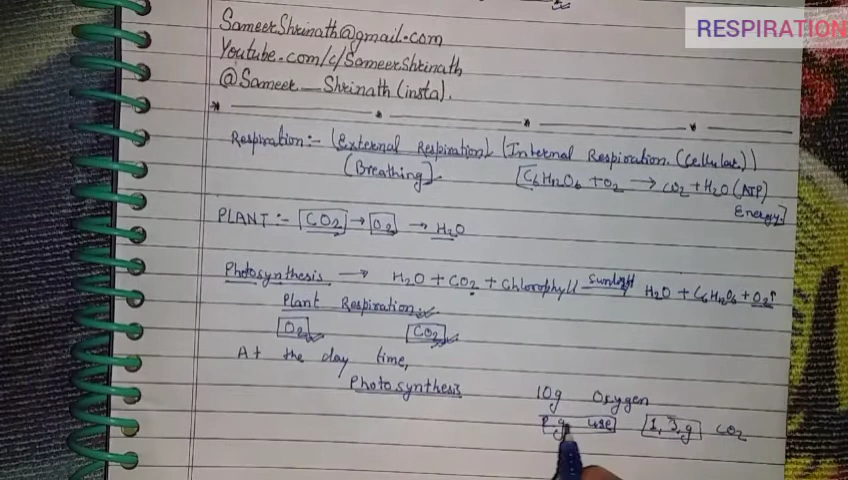 RESPIRATION
SameerShrinath@gmail.com
Youtube.com/c/SameerShrinath
@Sameer_Shrinath (insta).
Respiration:- (External Respiration) (Internal Respiration. (Cellular))
(Breathing). [C6H12O6 + O2 → CO2 + H2O (ATP)
Energy]
PLANT:- CO2 → O2 → H2O
Photosynthesis → H2O + CO2 + Chlorophyll Sunlight H2O + C6H12O6 + O2↑
Plant Respiration.
O2 CO2
At the day time,
Photosynthesis
10g Oxygen
g use 1,3,g CO2